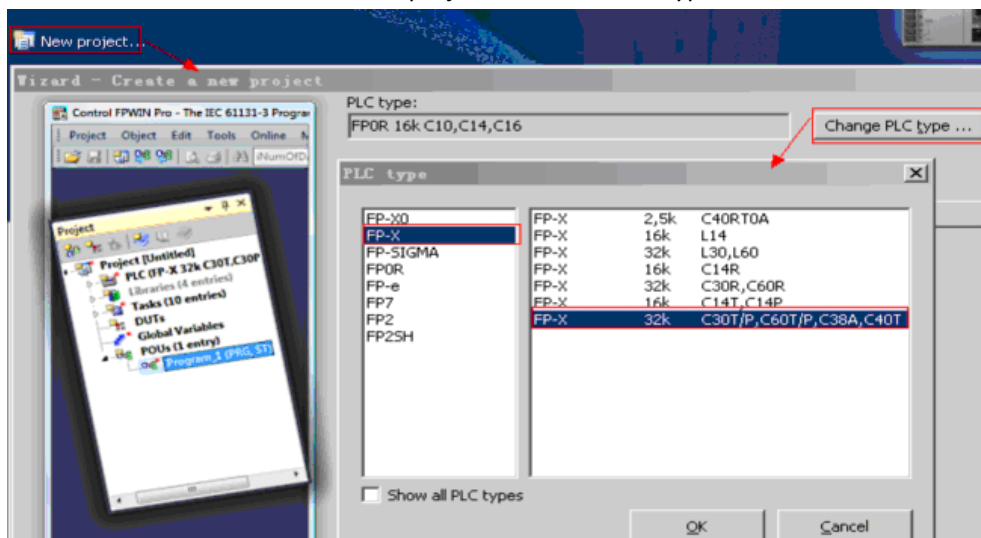 New project...
Wizard - Create a new project
Control FPWIN Pro - The IEC 61131-3 Progra
Project Object Edit Tools Online
iNumOfD
Project
Project [Untitled]
PLC (FP-X 32k C30T,C30P
Libraries (4 entries)
Tasks (10 entries)
DUTs
Global Variables
POUs (1 entry)
Program_1 (PRG, ST)
PLC type:
FP0R 16k C10,C14,C16
Change PLC type ...
PLC type
FP-X0
FP-X
FP-SIGMA
FP0R
FP-e
FP7
FP2
FP2SH
FP-X 2,5k C40RT0A
FP-X 16k L14
FP-X 32k L30,L60
FP-X 16k C14R
FP-X 32k C30R,C60R
FP-X 16k C14T,C14P
FP-X 32k C30T/P,C60T/P,C38A,C40T
Show all PLC types
OK
Cancel